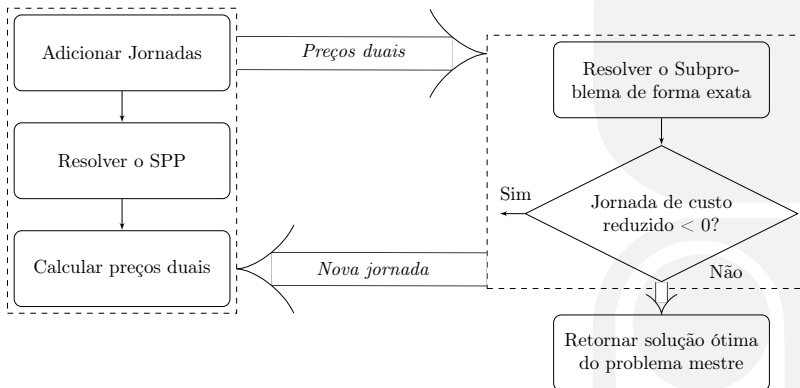 Adicionar Jornadas
Resolver o SPP
Calcular preços duais
Preços duais
Nova jornada
Resolver o Subpro-
blema de forma exata
Jornada de custo
reduzido < 0?
Sim
Não
Retornar solução ótima
do problema mestre